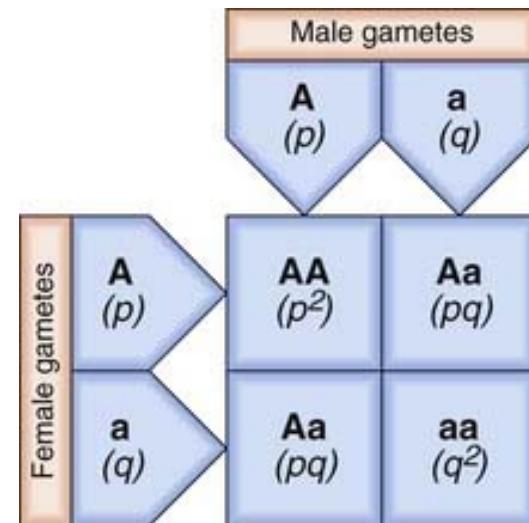 Male gametes
A
(p)
a
(q)
Female gametes
A
(p)
AA
(p²)
Aa
(pq)
a
(q)
Aa
(pq)
aa
(q²)